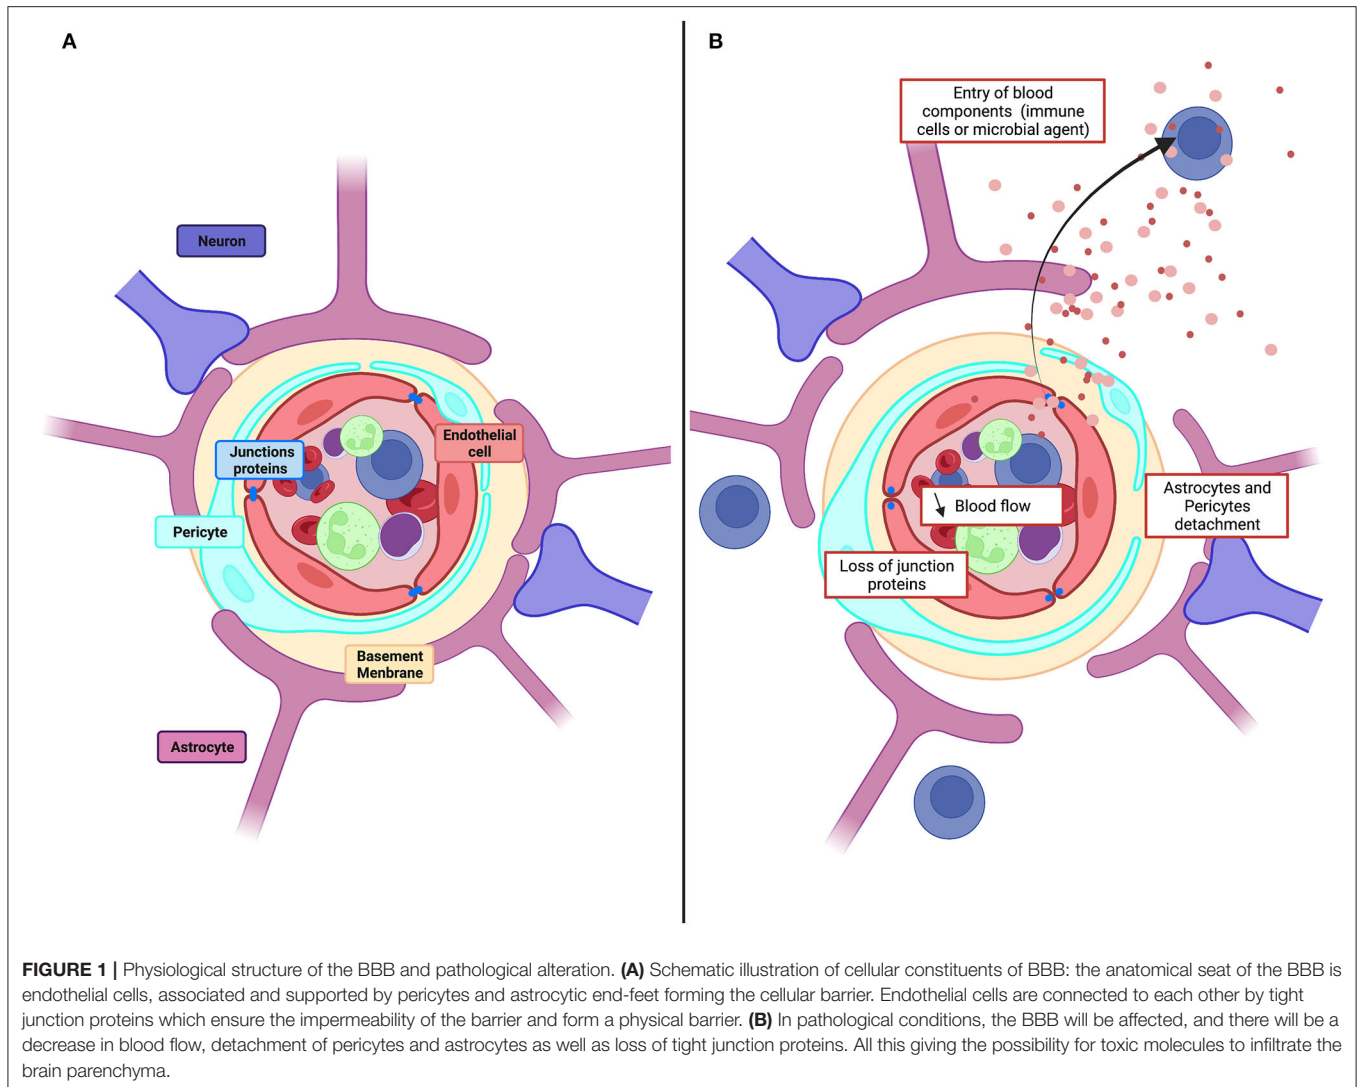 A
Neuron
Junctions
proteins
Endothelial
cell
Pericyte
Basement
Menbrane
Astrocyte
B
Entry of blood
components (immune
cells or microbial agent)
Blood flow
Astrocytes and
Pericytes
detachment
Loss of junction
proteins
FIGURE 1 | Physiological structure of the BBB and pathological alteration. (A) Schematic illustration of cellular constituents of BBB: the anatomical seat of the BBB is
endothelial cells, associated and supported by pericytes and astrocytic end-feet forming the cellular barrier. Endothelial cells are connected to each other by tight
junction proteins which ensure the impermeability of the barrier and form a physical barrier. (B) In pathological conditions, the BBB will be affected, and there will be a
decrease in blood flow, detachment of pericytes and astrocytes as well as loss of tight junction proteins. All this giving the possibility for toxic molecules to infiltrate the
brain parenchyma.